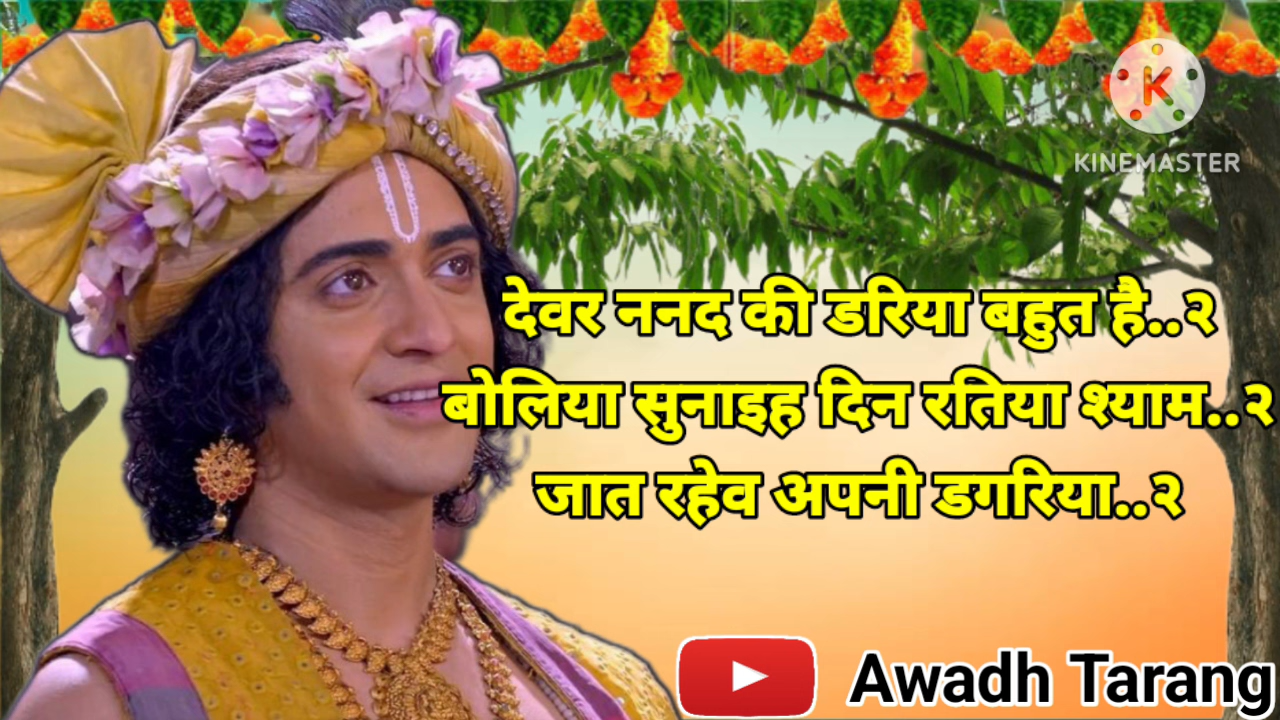 KINEMASTER
देवर ननद की डरिया बहुत है..२
बोलिया सुनाइह दिन रतिया श्याम..२
जात रहेव अपनी डगरिया..२
Awadh Tarang